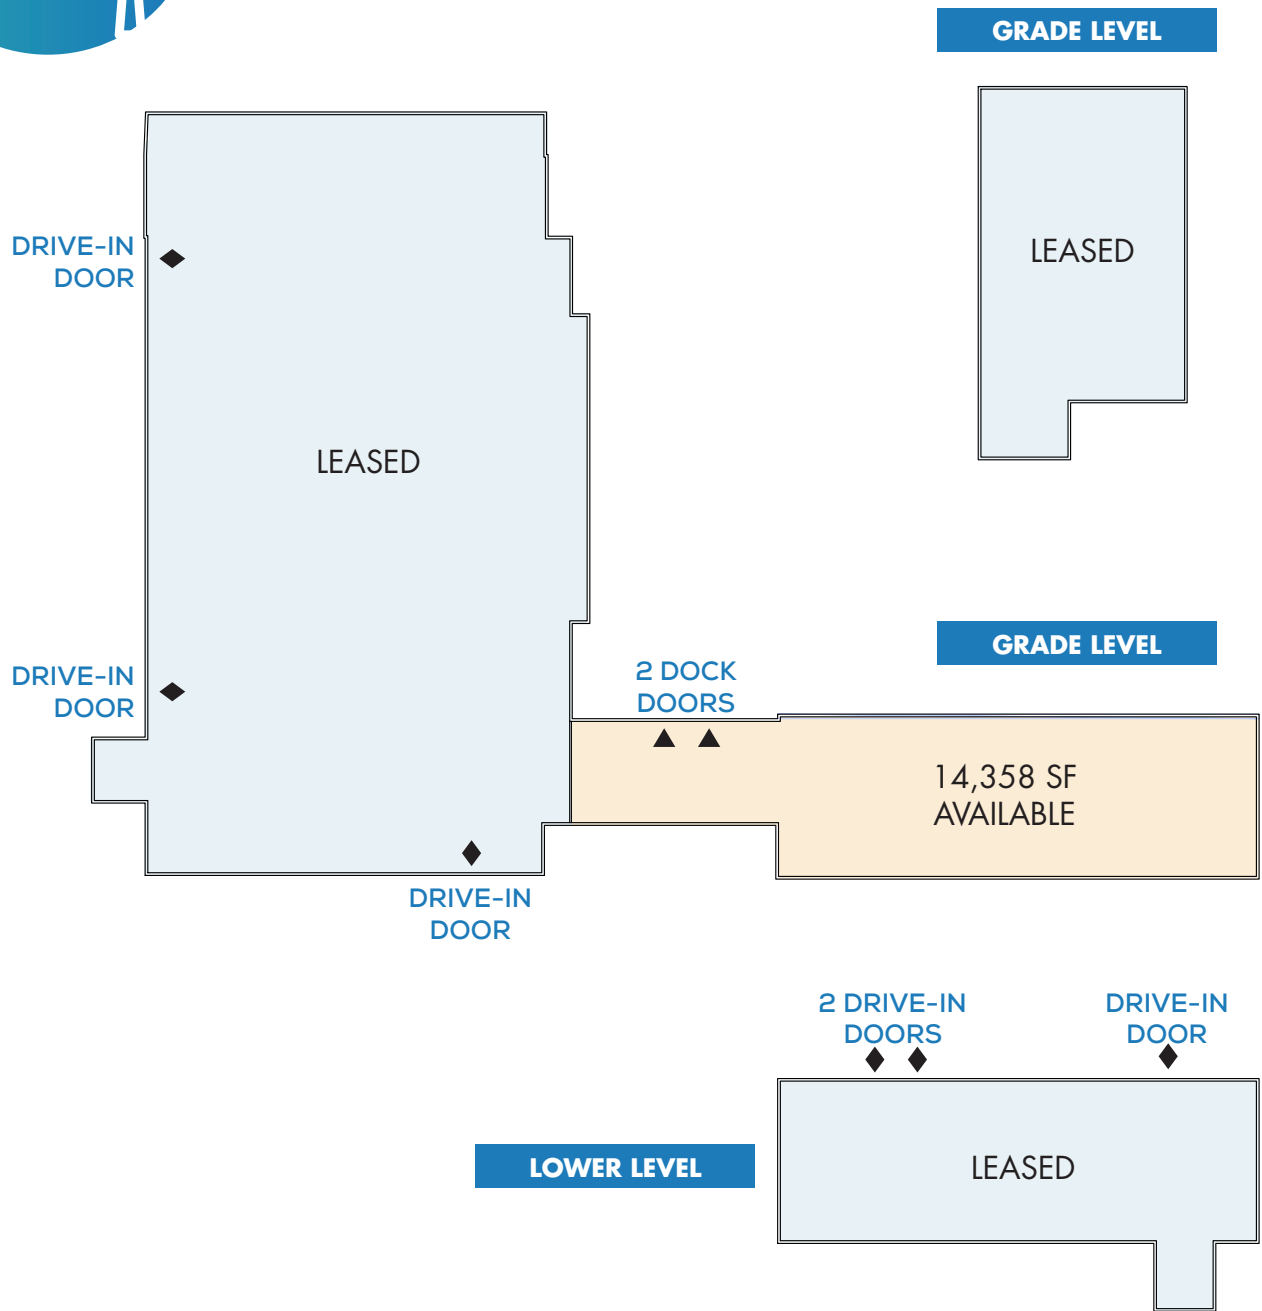 GRADE LEVEL
LEASED
DRIVE-IN
DOOR
LEASED
GRADE LEVEL
DRIVE-IN
DOOR
2 DOCK
DOORS
14,358 SF
AVAILABLE
DRIVE-IN
DOOR
2 DRIVE-IN
DOORS
DRIVE-IN
DOOR
LOWER LEVEL
LEASED